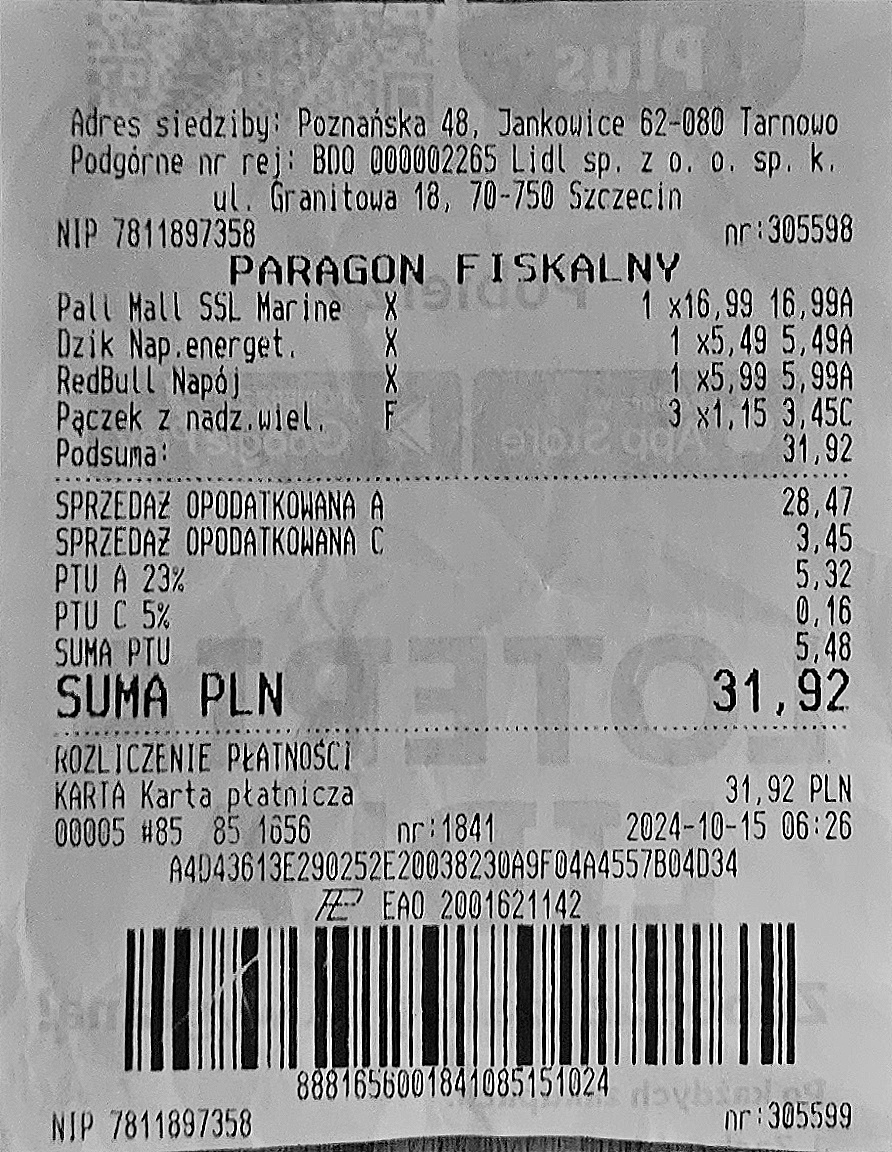 Plus
Adres siedziby: Poznańska 48, Jankowice 62-080 Tarnowo
Podgórne nr rej: BDO 000002265 Lidl sp. z o. o. sp. k.
ul. Granitowa 18, 70-750 Szczecin
NIP 7811897358 nr:305598
PARAGON FISKALNY
Pall Mall SSL Marine X 1 x16,99 16,99A
Dzik Nap.energet. X 1 x5,49 5,49A
RedBull Napój X 1 x5,99 5,99A
Pączek z nadz.wiel. F 3 x1,15 3,45C
Podsuma: 31,92
SPRZEDAŻ OPODATKOWANA A 28,47
SPRZEDAŻ OPODATKOWANA C 3,45
PTU A 23% 5,32
PTU C 5% 0,16
SUMA PTU 5,48
SUMA PLN 31,92
ROZLICZENIE PŁATNOŚCI
KARTA Karta płatnicza 31,92 PLN
00005 #85 85 1656 nr:1841 2024-10-15 06:26
A4D43613E290252E20038230A9F04A4557B04D34
EAO 2001621142
8881656001841085151024
NIP 7811897358 nr:305599